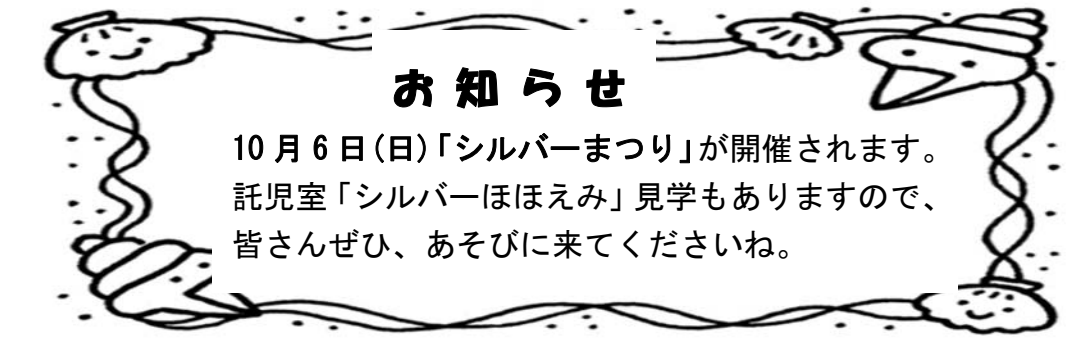 お知らせ
10月6日(日)「シルバーまつり」が開催されます。
託児室「シルバーほほえみ」見学もありますので、
皆さんぜひ、あそびに来てくださいね。